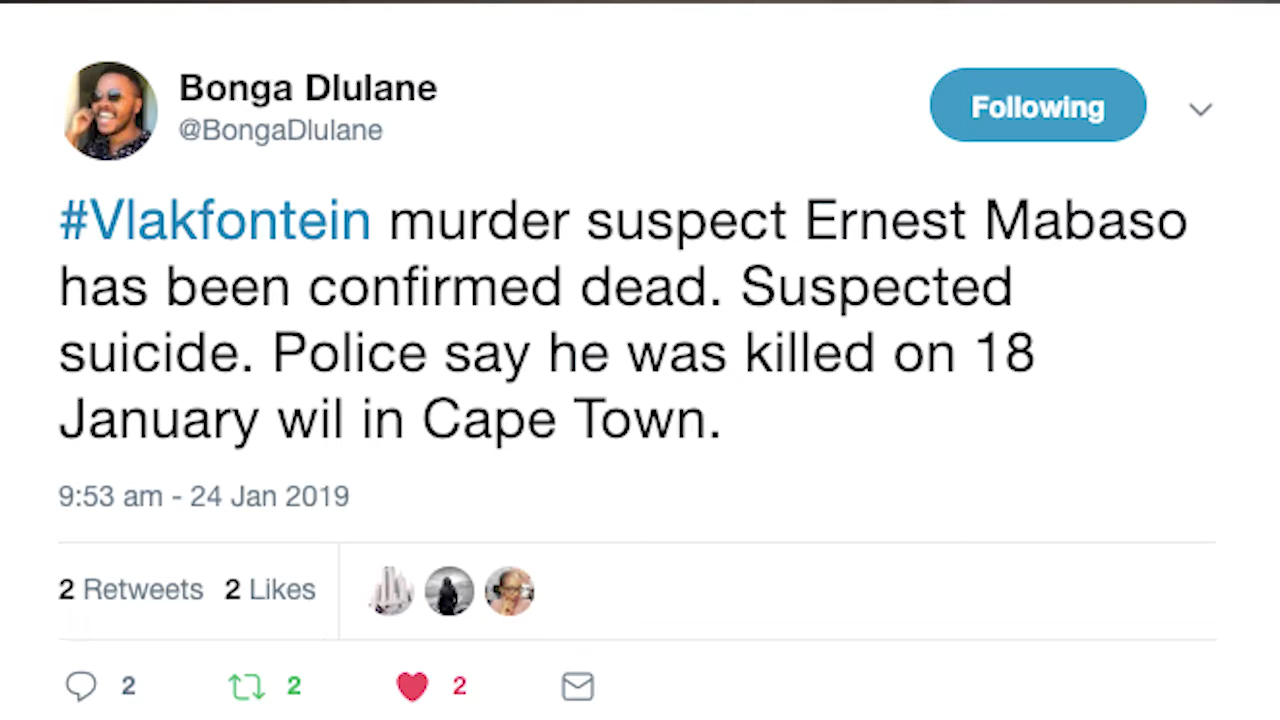 Bonga Dlulane
@BongaDlulane
Following
#Vlakfontein murder suspect Ernest Mabaso
has been confirmed dead. Suspected
suicide. Police say he was killed on 18
January wil in Cape Town.
9:53 am - 24 Jan 2019
2 Retweets 2 Likes
2 2 2